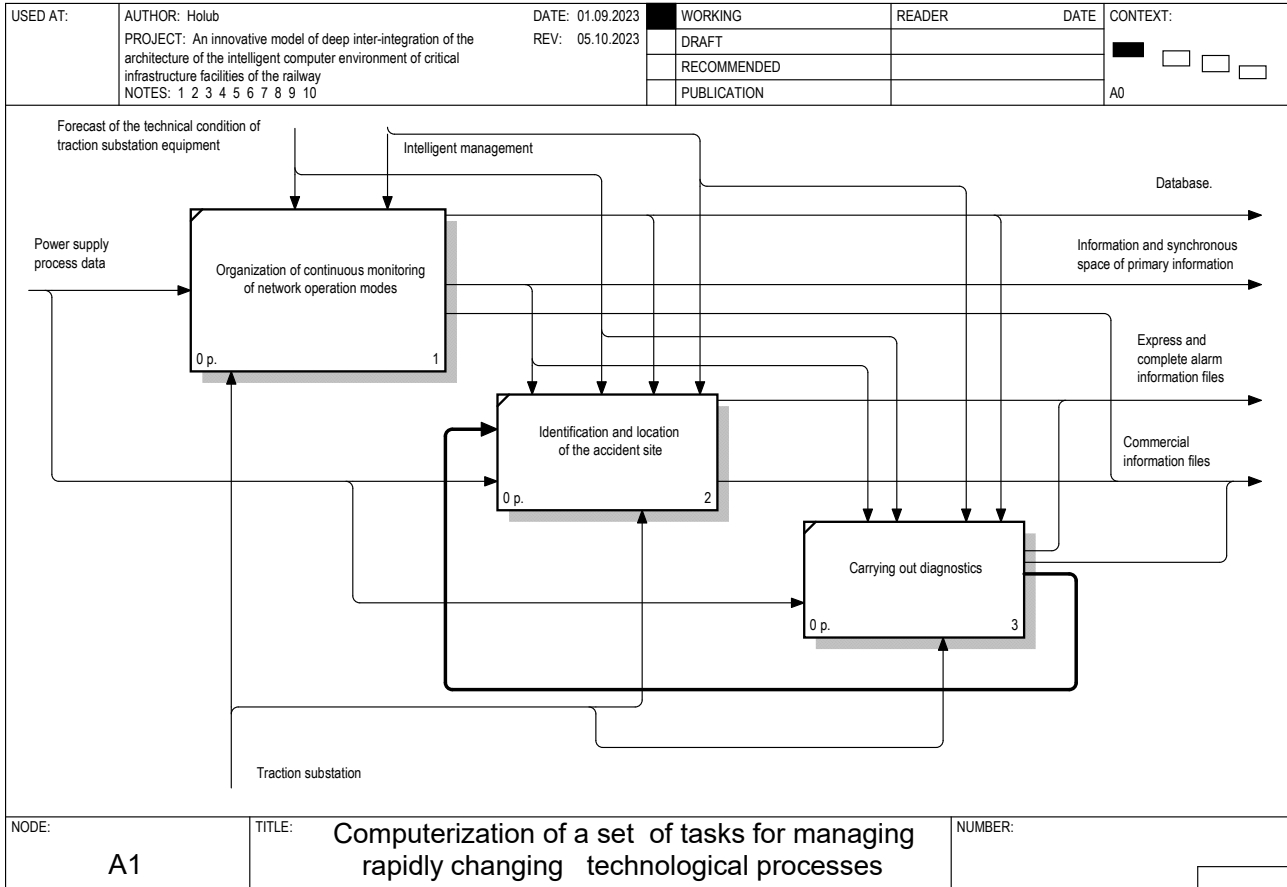 USED AT:
AUTHOR: Holub
DATE: 01.09.2023
PROJECT: An innovative model of deep inter-integration of the
architecture of the intelligent computer environment of critical
infrastructure facilities of the railway
REV: 05.10.2023
NOTES: 1 2 3 4 5 6 7 8 9 10
WORKING
DRAFT
RECOMMENDED
PUBLICATION
READER DATE
CONTEXT:
A0
Forecast of the technical condition of
traction substation equipment
Intelligent management
Database.
Power supply
process data
Information and synchronous
space of primary information
Organization of continuous monitoring
of network operation modes
0 p. 1
Express and
complete alarm
information files
Identification and location
of the accident site
0 p. 2
Commercial
information files
Carrying out diagnostics
0 p. 3
Traction substation
NODE:
A1
TITLE:
Computerization of a set of tasks for managing
rapidly changing technological processes
NUMBER: